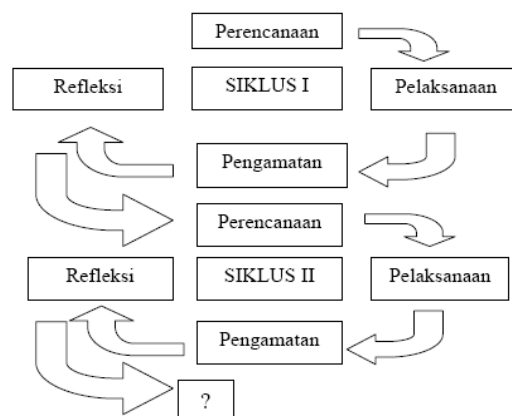 Perencanaan
Refleksi
SIKLUS I
Pelaksanaan
Pengamatan
Perencanaan
Refleksi
SIKLUS II
Pelaksanaan
Pengamatan
?